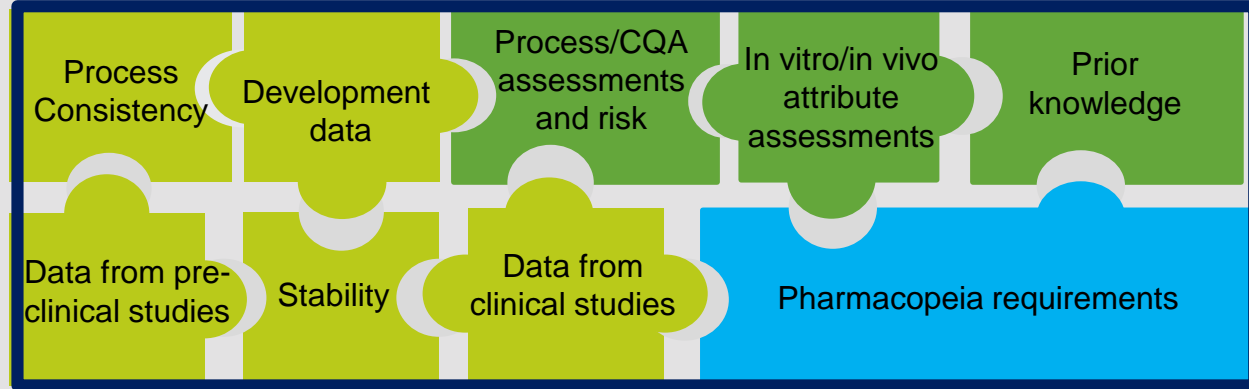 Process
Consistency
Development
data
Process/CQA
assessments
and risk
In vitro/in vivo
attribute
assessments
Prior
knowledge
Data from pre-
clinical studies
Stability
Data from
clinical studies
Pharmacopeia requirements